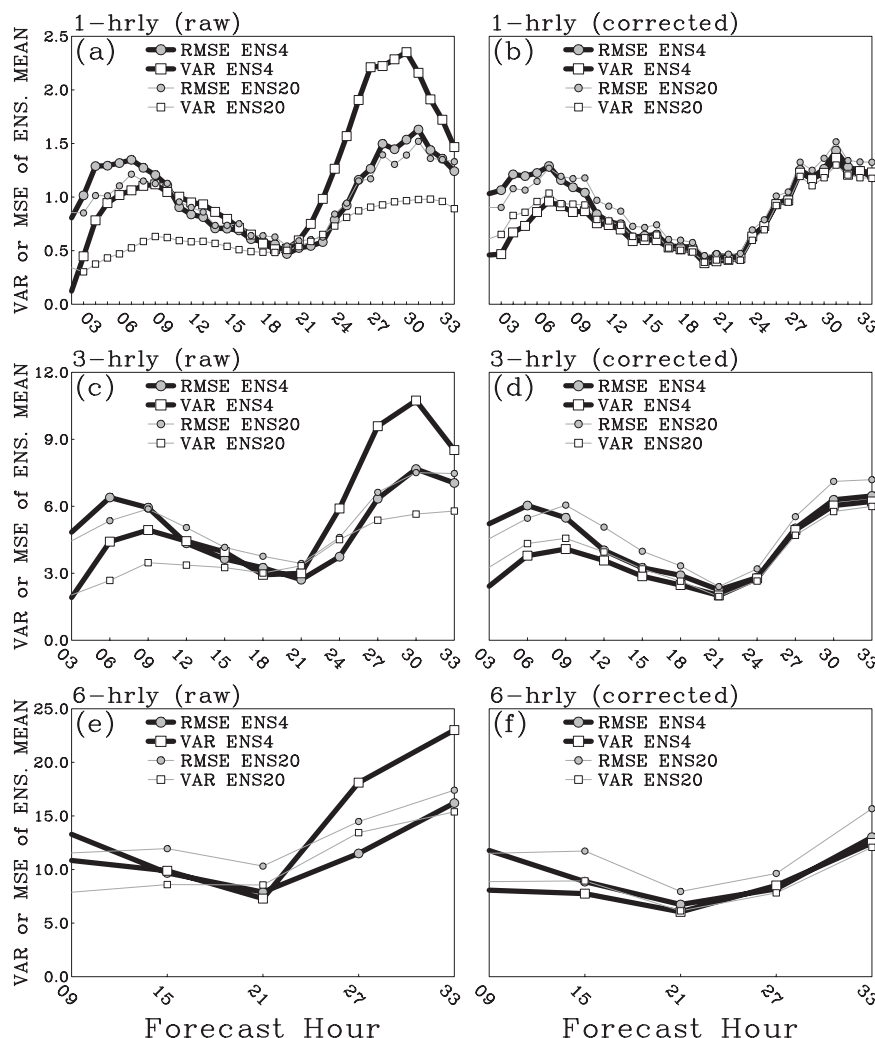 1-hrly (raw)
1-hrly (corrected)
VAR or MSE of ENS. MEAN
2.5
2.0
1.5
1.0
0.5
0.0
(a)
RMSE ENS4
VAR ENS4
RMSE ENS20
VAR ENS20
03 06 09 12 15 18 21 24 27 30 33
(b)
RMSE ENS4
VAR ENS4
RMSE ENS20
VAR ENS20
03 06 09 12 15 18 21 24 27 30 33
3-hrly (raw)
3-hrly (corrected)
VAR or MSE of ENS. MEAN
12.0
9.0
6.0
3.0
0.0
(c)
RMSE ENS4
VAR ENS4
RMSE ENS20
VAR ENS20
03 06 09 12 15 18 21 24 27 30 33
(d)
RMSE ENS4
VAR ENS4
RMSE ENS20
VAR ENS20
03 06 09 12 15 18 21 24 27 30 33
6-hrly (raw)
6-hrly (corrected)
VAR or MSE of ENS. MEAN
25.0
20.0
15.0
10.0
5.0
0.0
(e)
RMSE ENS4
VAR ENS4
RMSE ENS20
VAR ENS20
09 15 21 27 33
Forecast Hour
(f)
RMSE ENS4
VAR ENS4
RMSE ENS20
VAR ENS20
09 15 21 27 33
Forecast Hour